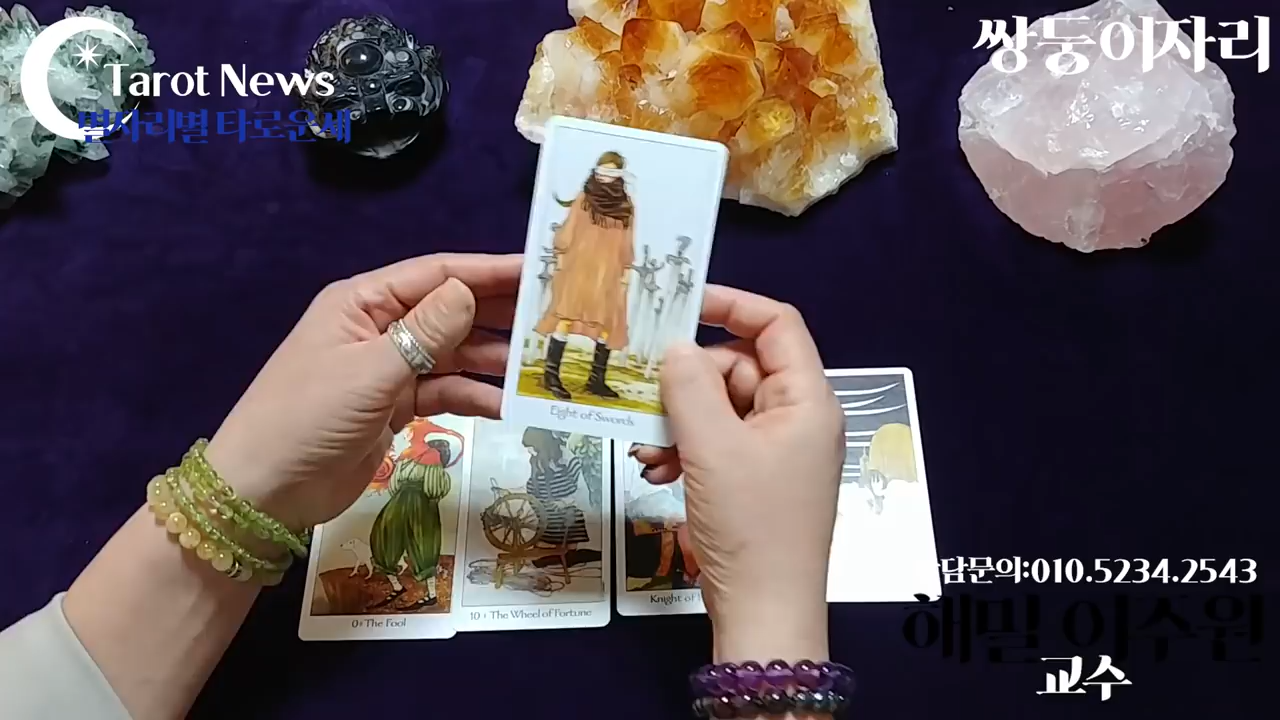 쌍둥이자리
Tarot News
별자리별 타로운세
Eight of Swords
0 The Fool
10 The Wheel of Fortune
Knight of
담문의:010.5234.2543
해밀 이주원
교수